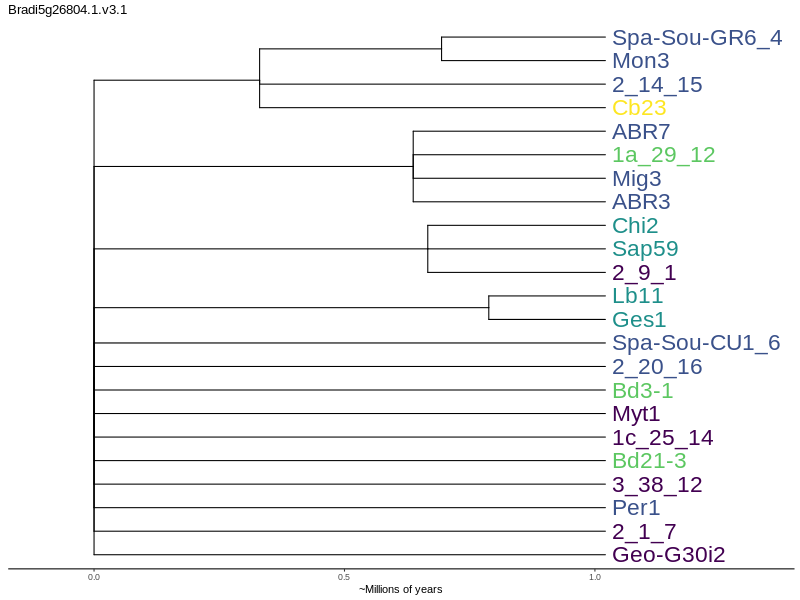 Bradi5g26804.1.v3.1
Spa-Sou-GR6_4
Mon3
2_14_15
Cb23
ABR7
1a_29_12
Mig3
ABR3
Chi2
Sap59
2_9_1
Lb11
Ges1
Spa-Sou-CU1_6
2_20_16
Bd3-1
Myt1
1c_25_14
Bd21-3
3_38_12
Per1
2_1_7
Geo-G30i2
0.0 0.5 1.0
~Millions of years